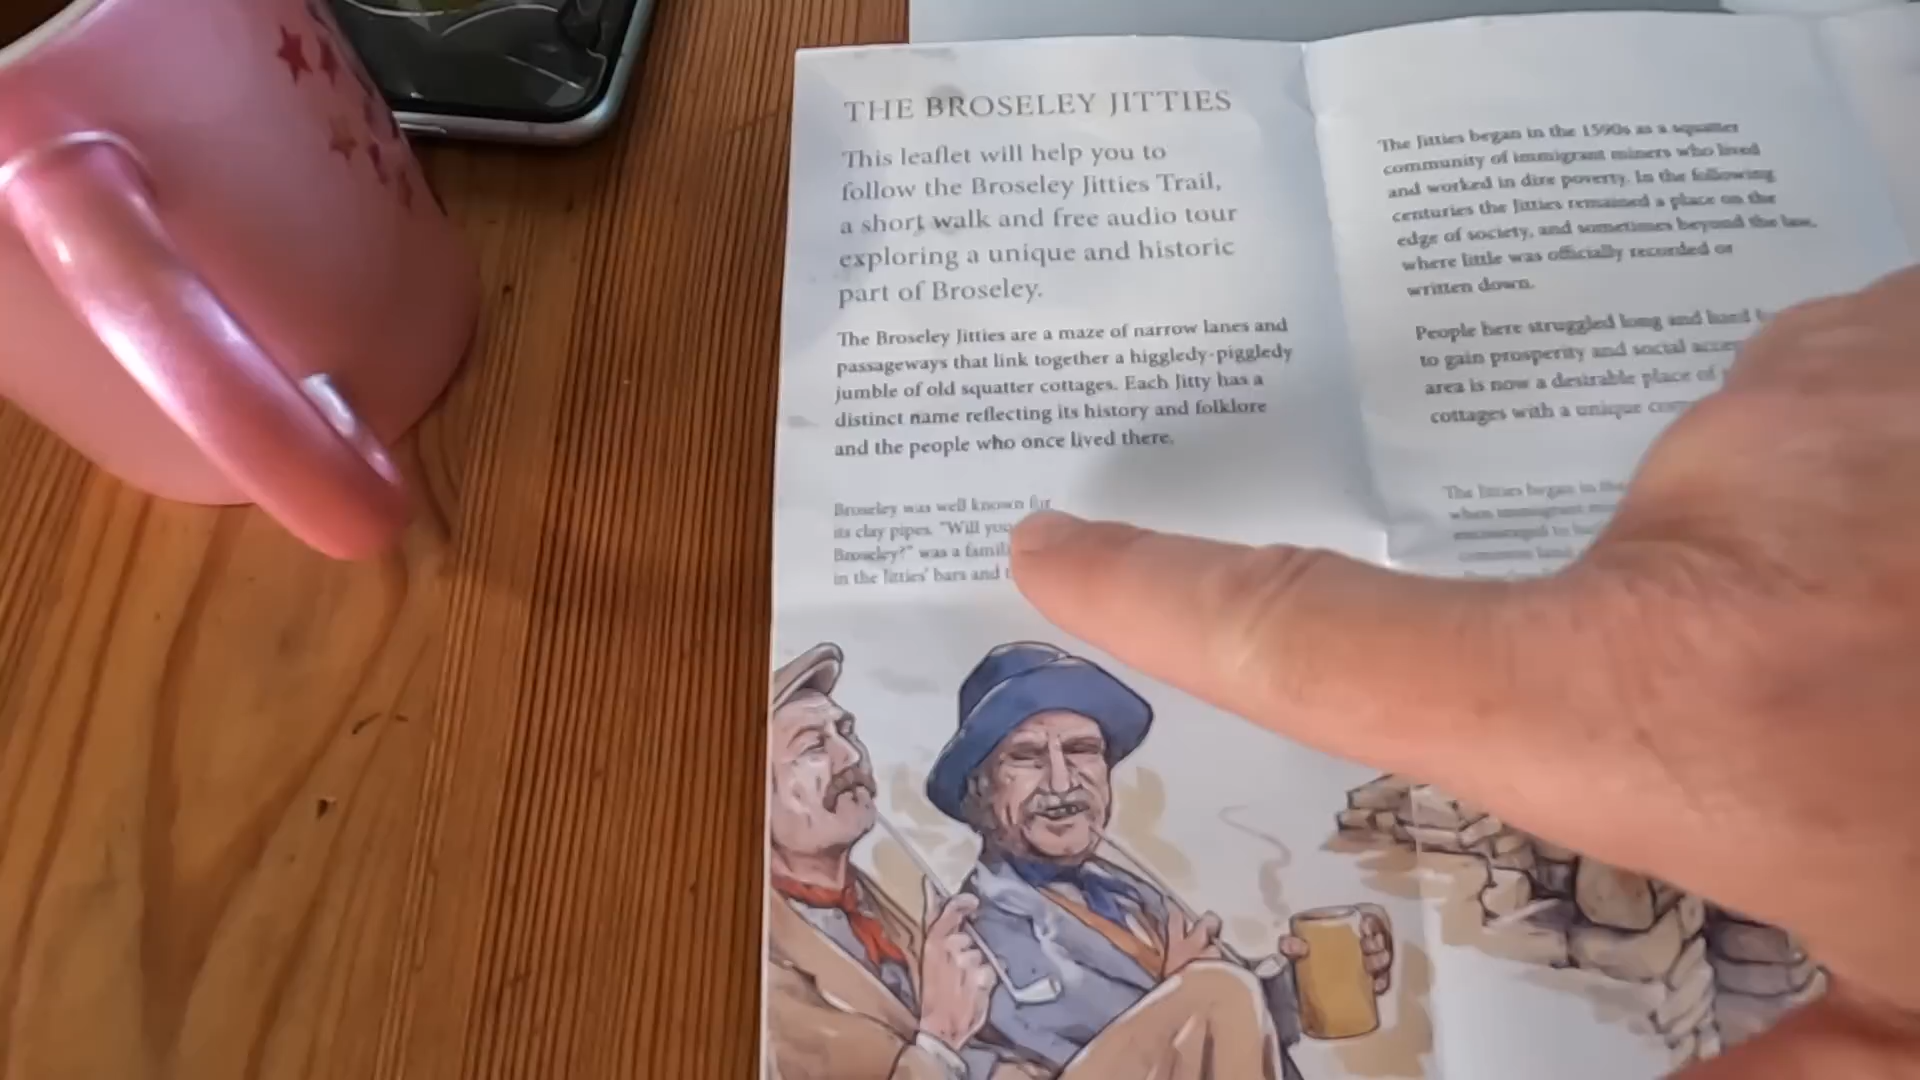 THE BROSELEY JITTIES
This leaflet will help you to
follow the Broseley Jitties Trail,
a short walk and free audio tour
exploring a unique and historic
part of Broseley.
The Broseley Jitties are a maze of narrow lanes and
passageways that link together a higgledy-piggledy
jumble of old squatter cottages. Each Jitty has a
distinct name reflecting its history and folklore
and the people who once lived there.
Broseley was well known for
its clay pipes. "Will you
Broseley?" was a
in the Jitties' bars and
The Jitties began in the 1590s as a squatter
community of immigrant miners who lived
and worked in dire poverty. In the following
centuries the Jitties remained a place on the
edge of society, and sometimes beyond the law,
where little was officially recorded or
written down.
People here struggled long and hard
to gain prosperity and social
area is now a desirable place of
cottages with a unique
The Jitties began in the
when immigrant
encouraged to
common land,